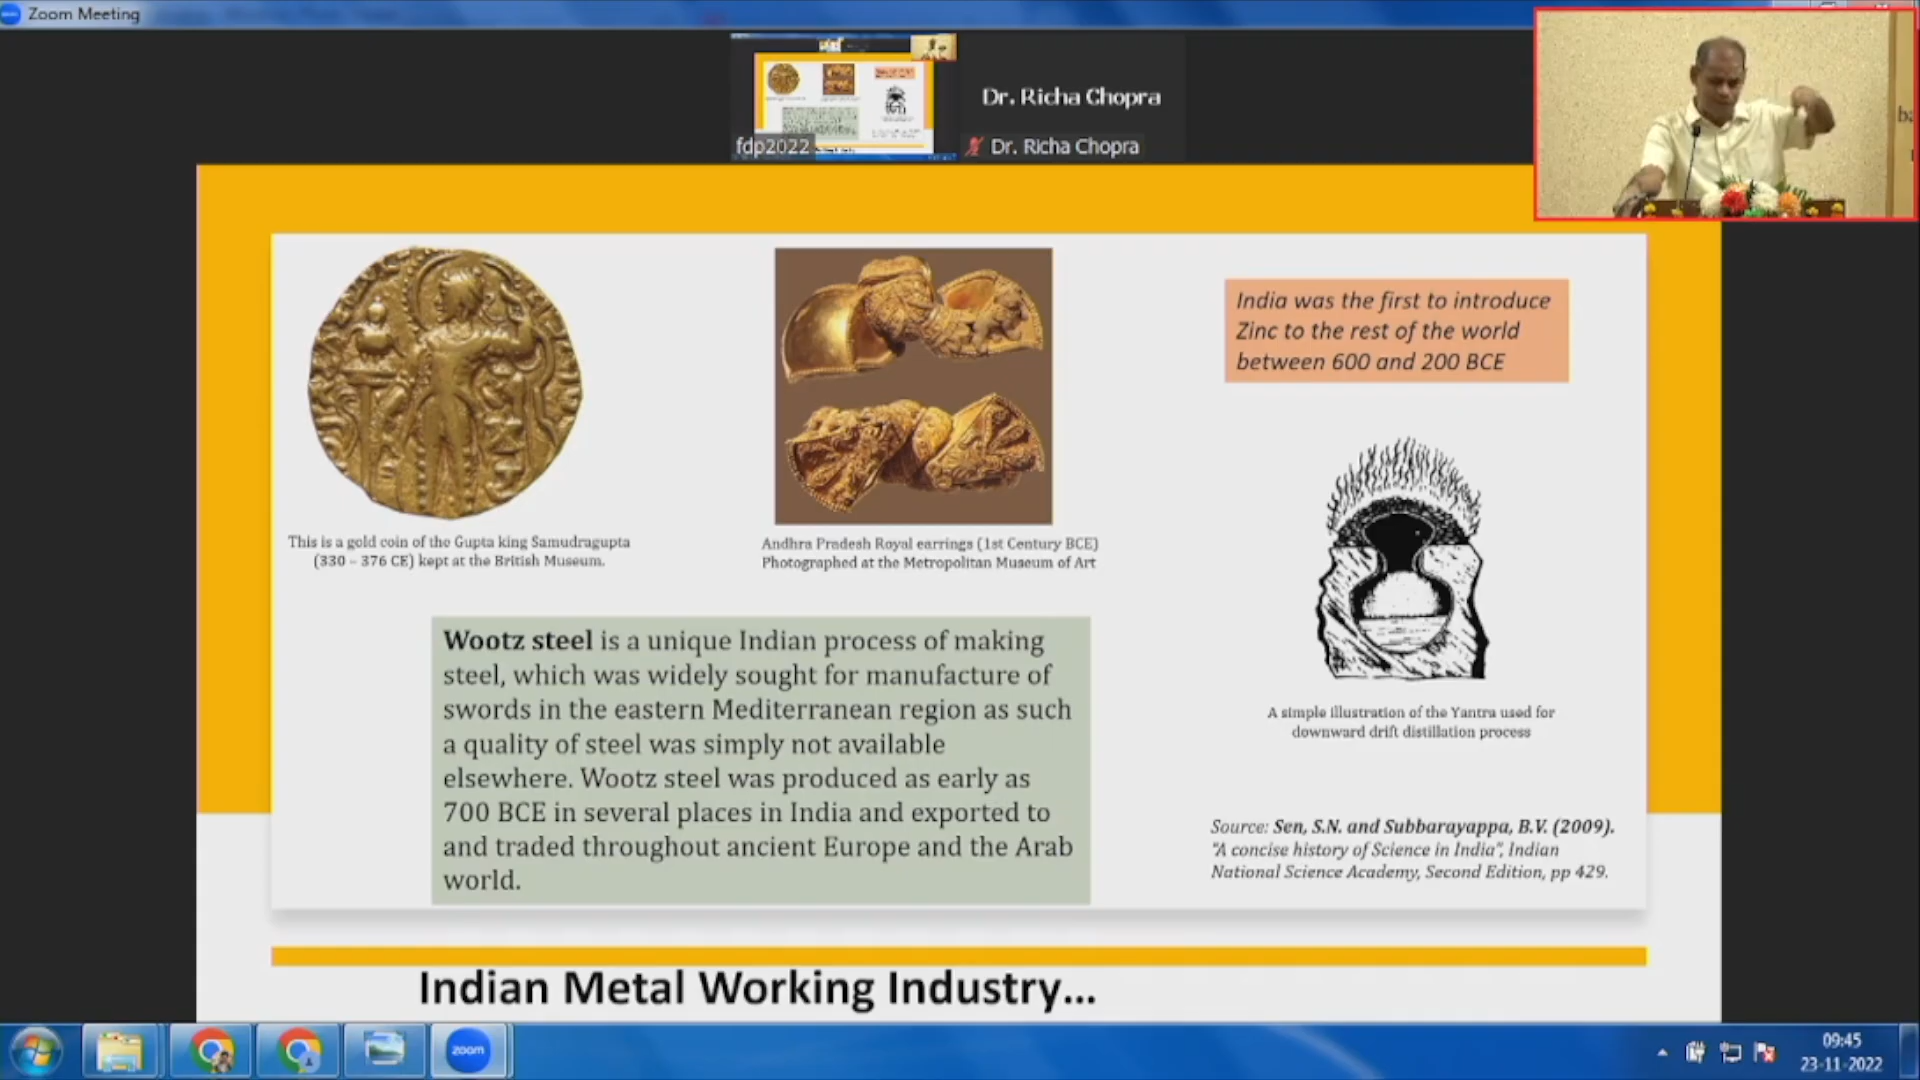 Zoom Meeting
fdp2022
Dr. Richa Chopra
Dr. Richa Chopra
India was the first to introduce
Zinc to the rest of the world
between 600 and 200 BCE
This is a gold coin of the Gupta king Samudragupta
(330 – 376 CE) kept at the British Museum.
Andhra Pradesh Royal earrings (1st Century BCE)
Photographed at the Metropolitan Museum of Art
Wootz steel is a unique Indian process of making
steel, which was widely sought for manufacture of
swords in the eastern Mediterranean region as such
a quality of steel was simply not available
elsewhere. Wootz steel was produced as early as
700 BCE in several places in India and exported to
and traded throughout ancient Europe and the Arab
world.
A simple illustration of the Yantra used for
downward drift distillation process
Source: Sen, S.N. and Subbarayappa, B.V. (2009).
"A concise history of Science in India", Indian
National Science Academy, Second Edition, pp 429.
Indian Metal Working Industry...
zoom
09:45
23-11-2022